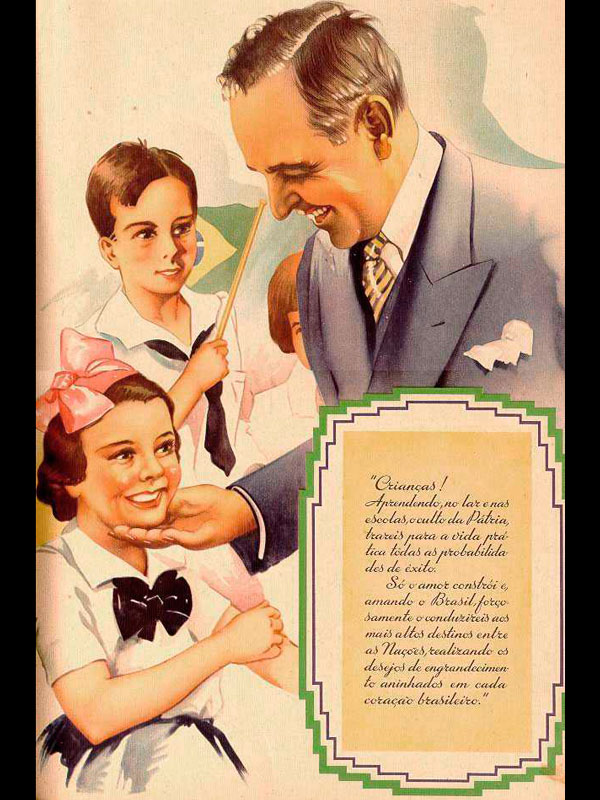 "Crianças!
Aprendendo, no lar e nas
escolas, o culto da Pátria,
trareis para a vida prá-
tica tôdas as probabilida
des de êxito.
Só o amor constrói e,
amando o Brasil, forço-
samente o conduzireis aos
mais altos destinos entre
as Nações, realizando os
desejos de engrandecimen-
to aninhados em cada
coração brasileiro."